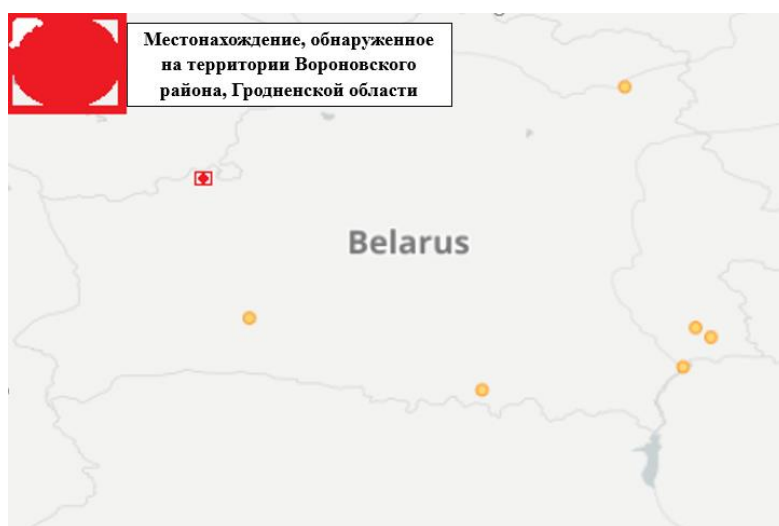 Местонахождение, обнаруженное
на территории Вороновского
района, Гродненской области
Belarus